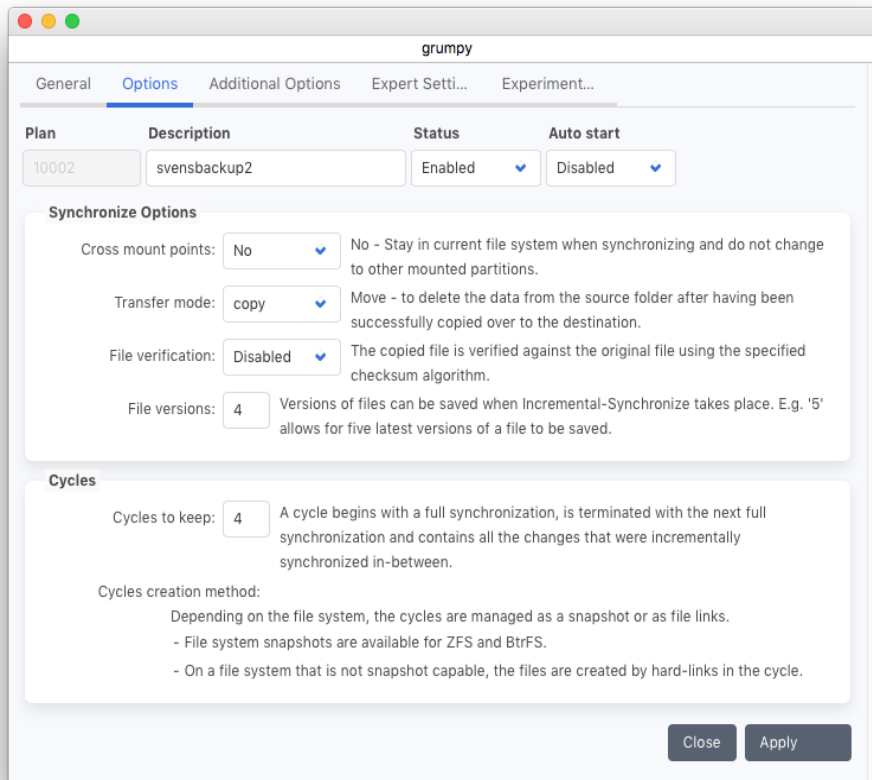 grumpy
General Options Additional Options Expert Setti... Experiment...
Plan Description Status Auto start
10002 svensbackup2 Enabled Disabled
Synchronize Options
Cross mount points: No No - Stay in current file system when synchronizing and do not change
to other mounted partitions.
Transfer mode: copy Move - to delete the data from the source folder after having been
successfully copied over to the destination.
File verification: Disabled The copied file is verified against the original file using the specified
checksum algorithm.
File versions: 4 Versions of files can be saved when Incremental-Synchronize takes place. E.g. '5'
allows for five latest versions of a file to be saved.
Cycles
Cycles to keep: 4 A cycle begins with a full synchronization, is terminated with the next full
synchronization and contains all the changes that were incrementally
synchronized in-between.
Cycles creation method:
Depending on the file system, the cycles are managed as a snapshot or as file links.
- File system snapshots are available for ZFS and BtrFS.
- On a file system that is not snapshot capable, the files are created by hard-links in the cycle.
Close Apply